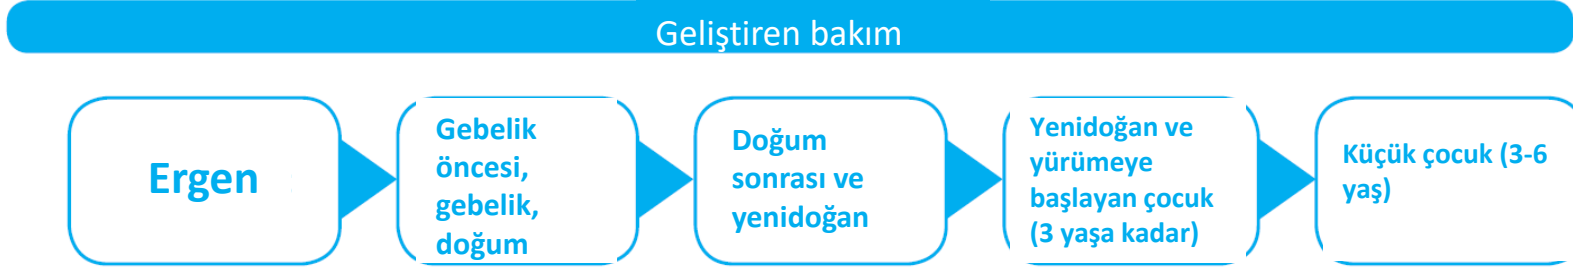 Geliştiren bakım
Ergen
Gebelik
öncesi,
gebelik,
doğum
Doğum
sonrası ve
yenidoğan
Yenidoğan ve
yürümeye
başlayan çocuk
(3 yaşa kadar)
Küçük çocuk (3-6
yaş)